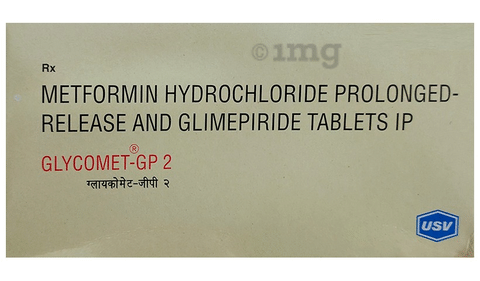 ©1mg
Rx
METFORMIN HYDROCHLORIDE PROLONGED-
RELEASE AND GLIMEPIRIDE TABLETS IP
GLYCOMET®-GP 2
ग्लायकोमेट-जीपी २
USV